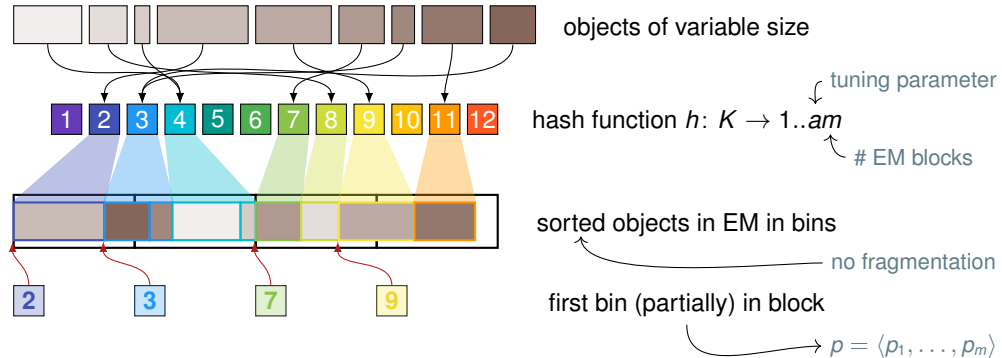 objects of variable size
tuning parameter
1 2 3 4 5 6 7 8 9 10 11 12
hash function h: K → 1..am
# EM blocks
sorted objects in EM in bins
no fragmentation
2 3 7 9
first bin (partially) in block
p = ⟨p₁, . . . , pₘ⟩